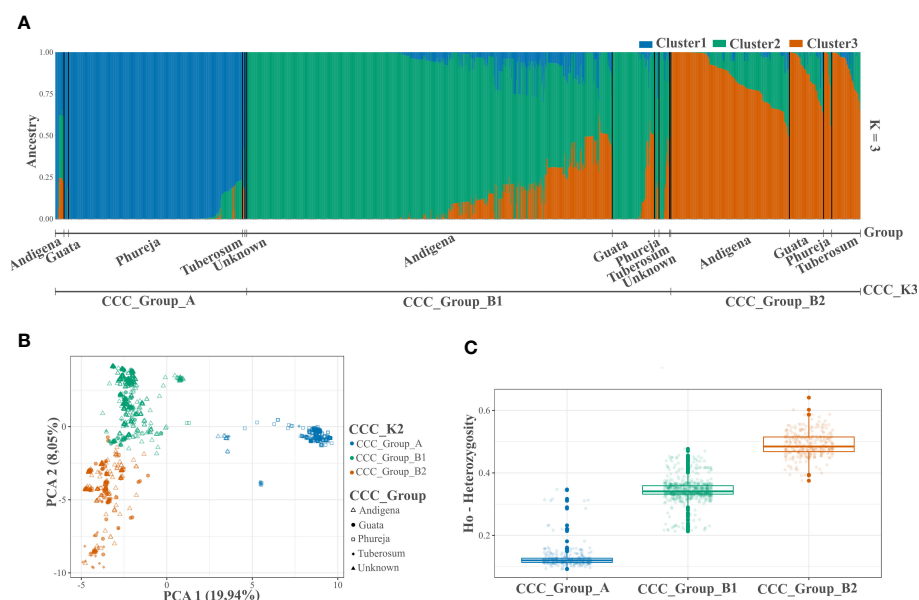 A
Cluster1 Cluster2 Cluster3
1.00
0.75
0.50
0.25
0.00
Ancestry
K = 3
Group
Andigena Guata Phureja Tuberosum Unknown Andigena Guata Phureja Tuberosum Unknown Andigena Guata Phureja Tuberosum
CCC_K3
CCC_Group_A CCC_Group_B1 CCC_Group_B2
B
PCA 2 (8.05%)
0
-5
-10
-5 0 5 10
PCA 1 (19.94%)
CCC_K2
CCC_Group_A
CCC_Group_B1
CCC_Group_B2
CCC_Group
Andigena
Guata
Phureja
Tuberosum
Unknown
C
Ho - Heterozygosity
0.6
0.4
0.2
CCC_Group_A CCC_Group_B1 CCC_Group_B2